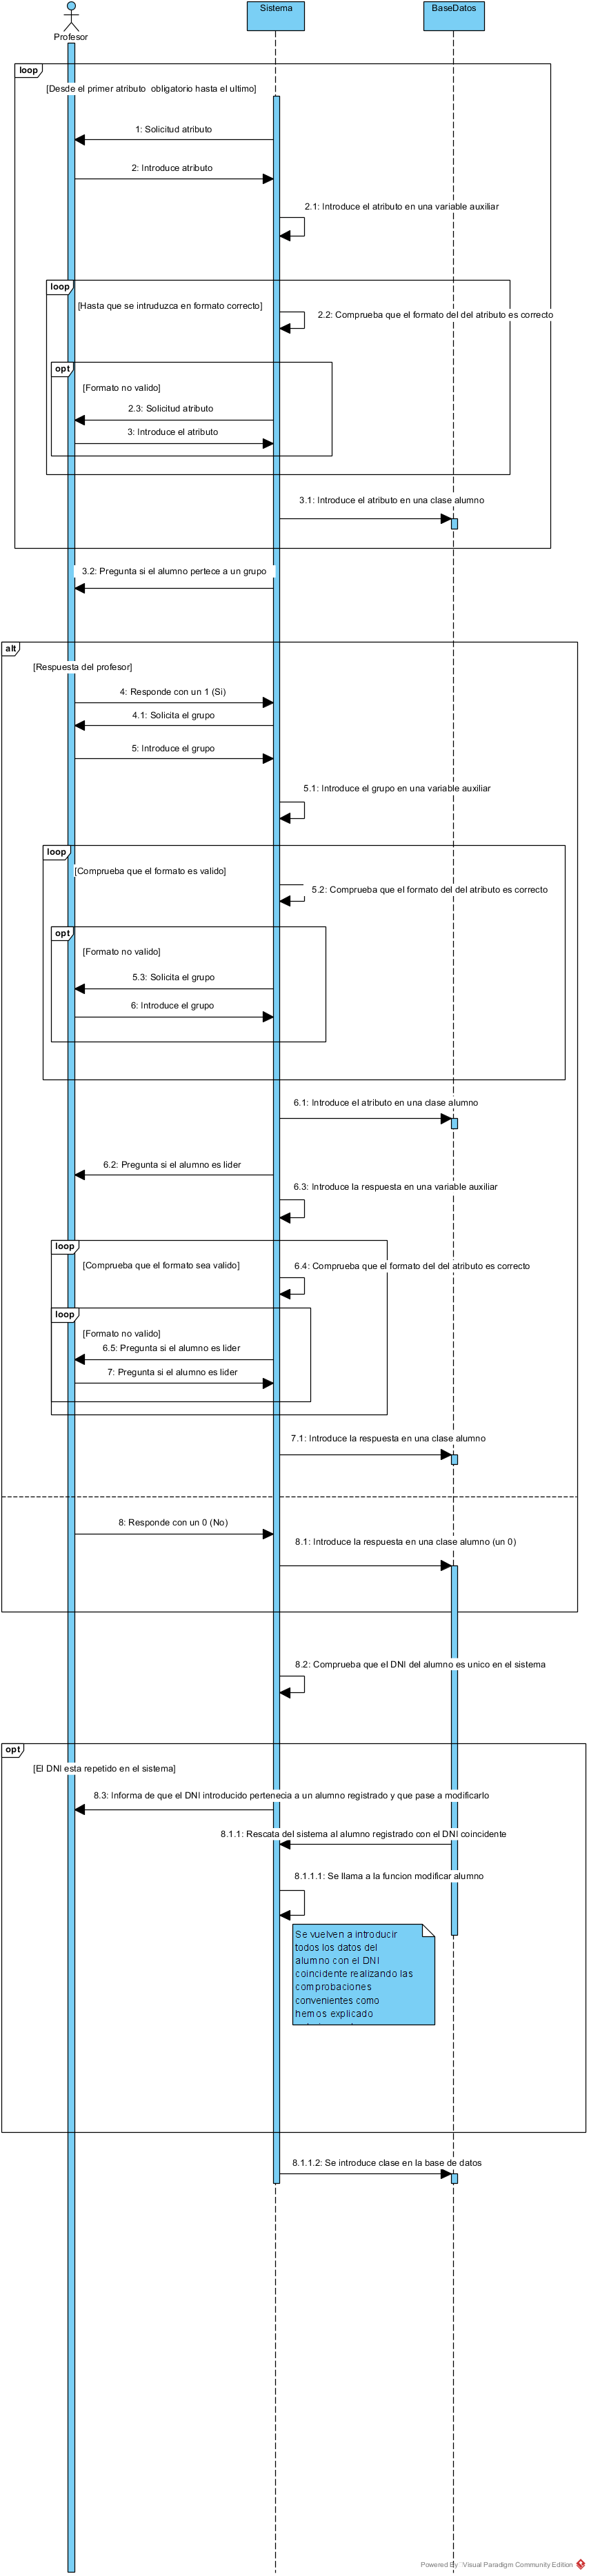 Profesor
Sistema
BaseDatos
loop
[Desde el primer atributo obligatorio hasta el ultimo]
1: Solicitud atributo
2: Introduce atributo
2.1: Introduce el atributo en una variable auxiliar
loop
[Hasta que se intruduzca en formato correcto]
2.2: Comprueba que el formato del del atributo es correcto
opt
[Formato no valido]
2.3: Solicitud atributo
3: Introduce el atributo
3.1: Introduce el atributo en una clase alumno
3.2: Pregunta si el alumno pertece a un grupo
alt
[Respuesta del profesor]
4: Responde con un 1 (Si)
4.1: Solicita el grupo
5: Introduce el grupo
5.1: Introduce el grupo en una variable auxiliar
loop
[Comprueba que el formato es valido]
5.2: Comprueba que el formato del del atributo es correcto
opt
[Formato no valido]
5.3: Solicita el grupo
6: Introduce el grupo
6.1: Introduce el atributo en una clase alumno
6.2: Pregunta si el alumno es lider
6.3: Introduce la respuesta en una variable auxiliar
loop
[Comprueba que el formato sea valido]
6.4: Comprueba que el formato del del atributo es correcto
loop
[Formato no valido]
6.5: Pregunta si el alumno es lider
7: Pregunta si el alumno es lider
7.1: Introduce la respuesta en una clase alumno
8: Responde con un 0 (No)
8.1: Introduce la respuesta en una clase alumno (un 0)
8.2: Comprueba que el DNI del alumno es unico en el sistema
opt
[El DNI esta repetido en el sistema]
8.3: Informa de que el DNI introducido pertenecia a un alumno registrado y que pase a modificarlo
8.1.1: Rescata del sistema al alumno registrado con el DNI coincidente
8.1.1.1: Se llama a la funcion modificar alumno
Se vuelven a introducir
todos los datos del
alumno con el DNI
coincidente realizando las
comprobaciones
convenientes como
hemos explicado
8.1.1.2: Se introduce clase en la base de datos
Powered By Visual Paradigm Community Edition